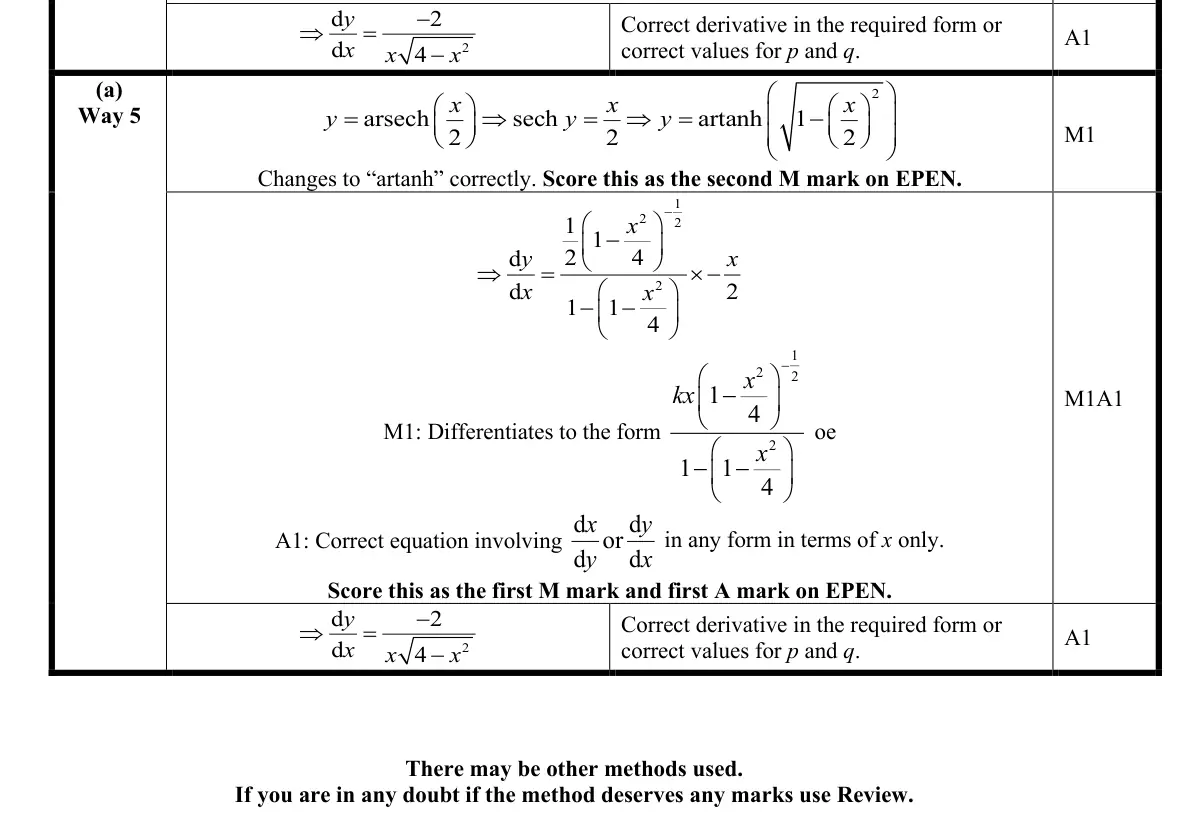 ⇒ dy/dx = −2/(x√(4 − x²))
Correct derivative in the required form or
correct values for p and q.
A1
(a)
Way 5
y = arsech(x/2) ⇒ sech y = x/2 ⇒ y = artanh(√(1 − (x/2)²))
M1
Changes to “artanh” correctly. Score this as the second M mark on EPEN.
⇒ dy/dx = (1/2(1 − x²/4)^(−1/2))/(1 − (1 − x²/4)) × − x/2
M1: Differentiates to the form (kx(1 − x²/4)^(−1/2))/(1 − (1 − x²/4)) oe
M1A1
A1: Correct equation involving dx/dy or dy/dx in any form in terms of x only.
Score this as the first M mark and first A mark on EPEN.
⇒ dy/dx = −2/(x√(4 − x²))
Correct derivative in the required form or
correct values for p and q.
A1
There may be other methods used.
If you are in any doubt if the method deserves any marks use Review.